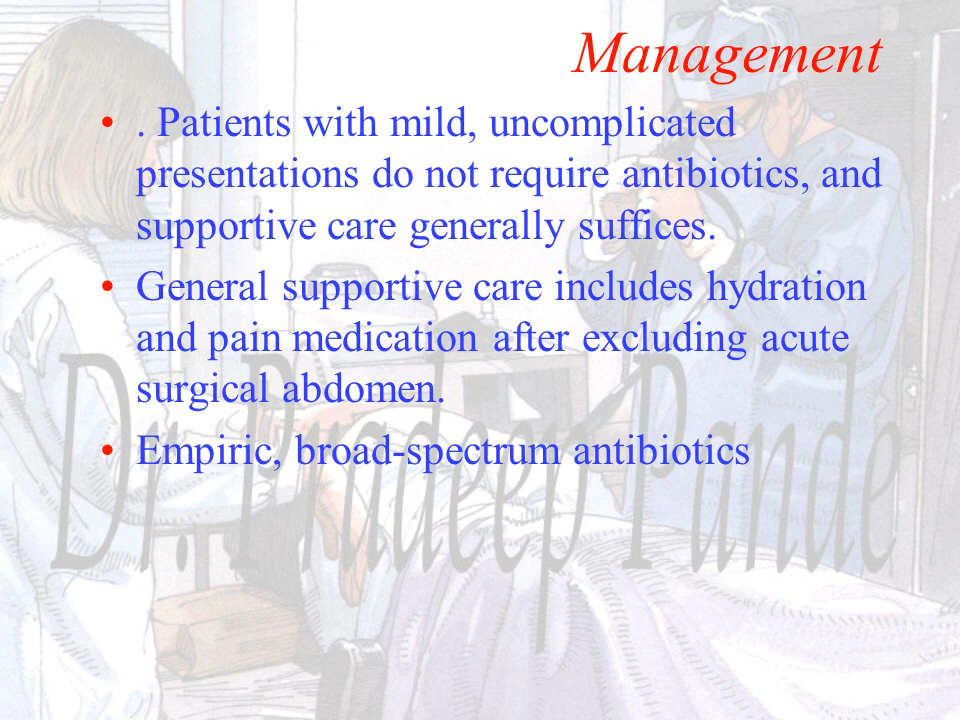 Management
• . Patients with mild, uncomplicated
presentations do not require antibiotics, and
supportive care generally suffices.
• General supportive care includes hydration
and pain medication after excluding acute
surgical abdomen.
• Empiric, broad-spectrum antibiotics
Dr. Pradeep Pande